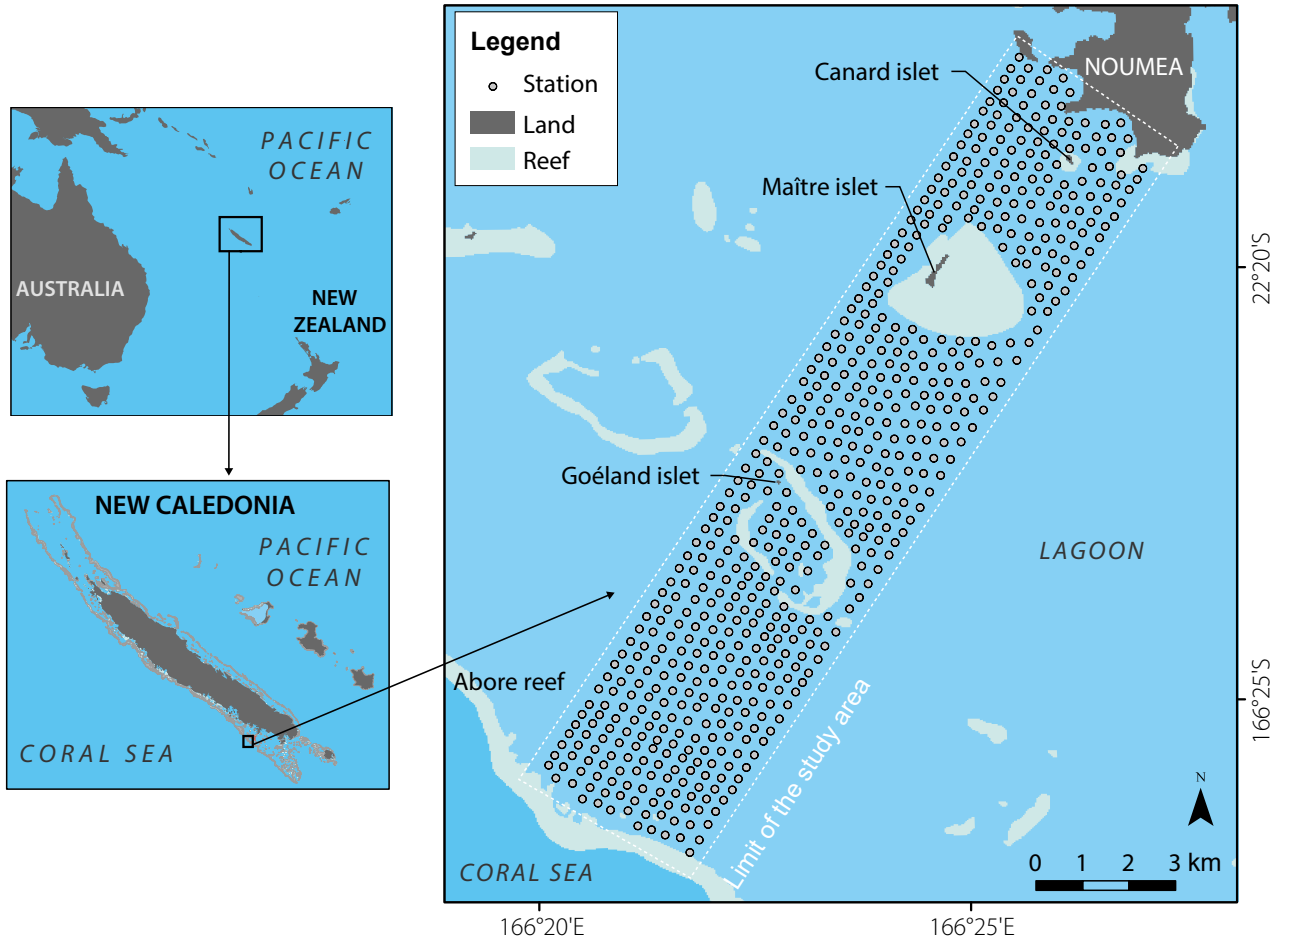 PACIFIC
OCEAN
AUSTRALIA
NEW
ZEALAND
NEW CALEDONIA
PACIFIC
OCEAN
CORAL SEA
Legend
Station
Land
Reef
Canard islet
NOUMEA
Maître islet
22°20'S
Goéland islet
LAGOON
Abore reef
166°25'S
Limit of the study area
N
0 1 2 3 km
CORAL SEA
166°20'E
166°25'E